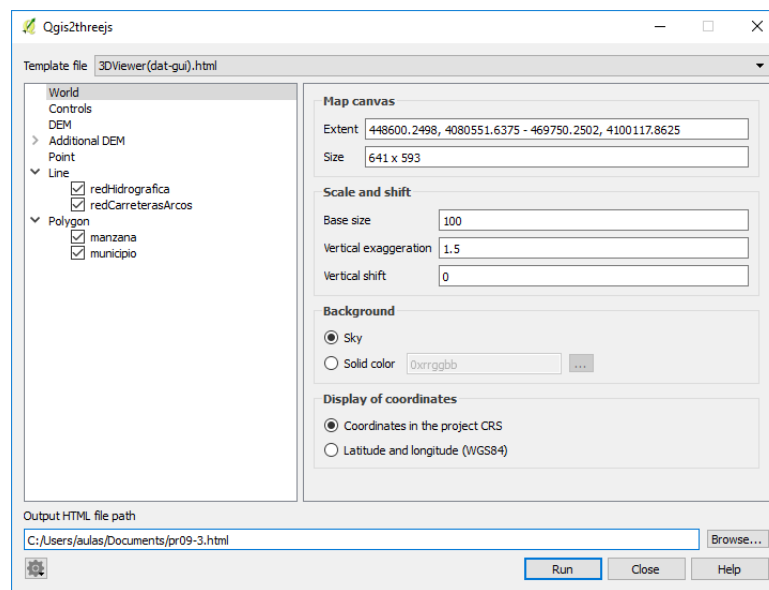 Qgis2threejs
Template file 3DViewer(dat-gui).html
World
Controls
DEM
Additional DEM
Point
Line
redHidrografica
redCarreterasArcos
Polygon
manzana
municipio
Map canvas
Extent 448600.2498, 4080551.6375 - 469750.2502, 4100117.8625
Size 641 x 593
Scale and shift
Base size 100
Vertical exaggeration 1.5
Vertical shift 0
Background
Sky
Solid color 0xrrggbb ...
Display of coordinates
Coordinates in the project CRS
Latitude and longitude (WGS84)
Output HTML file path
C:/Users/aulas/Documents/pr09-3.html Browse...
Run Close Help